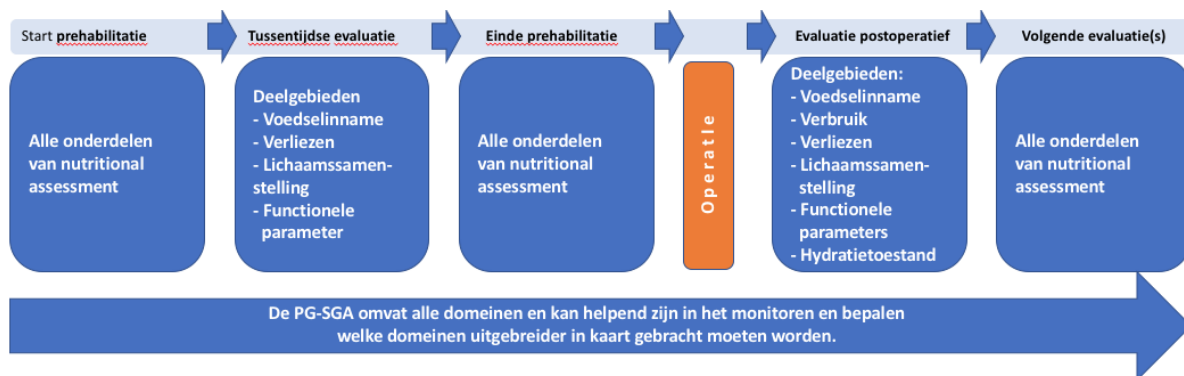 Start prehabilitatie
Tussentijdse evaluatie
Einde prehabilitatie
Evaluatie postoperatief
Volgende evaluatie(s)
Alle onderdelen
van nutritional
assessment
Deelgebieden
- Voedselinname
- Verliezen
- Lichaamssamen-
stelling
- Functionele
parameter
Alle onderdelen
van nutritional
assessment
Operatie
Deelgebieden:
- Voedselinname
- Verbruik
- Verliezen
- Lichaamssamen-
stelling
- Functionele
parameters
- Hydratietoestand
Alle onderdelen
van nutritional
assessment
De PG-SGA omvat alle domeinen en kan helpend zijn in het monitoren en bepalen
welke domeinen uitgebreider in kaart gebracht moeten worden.